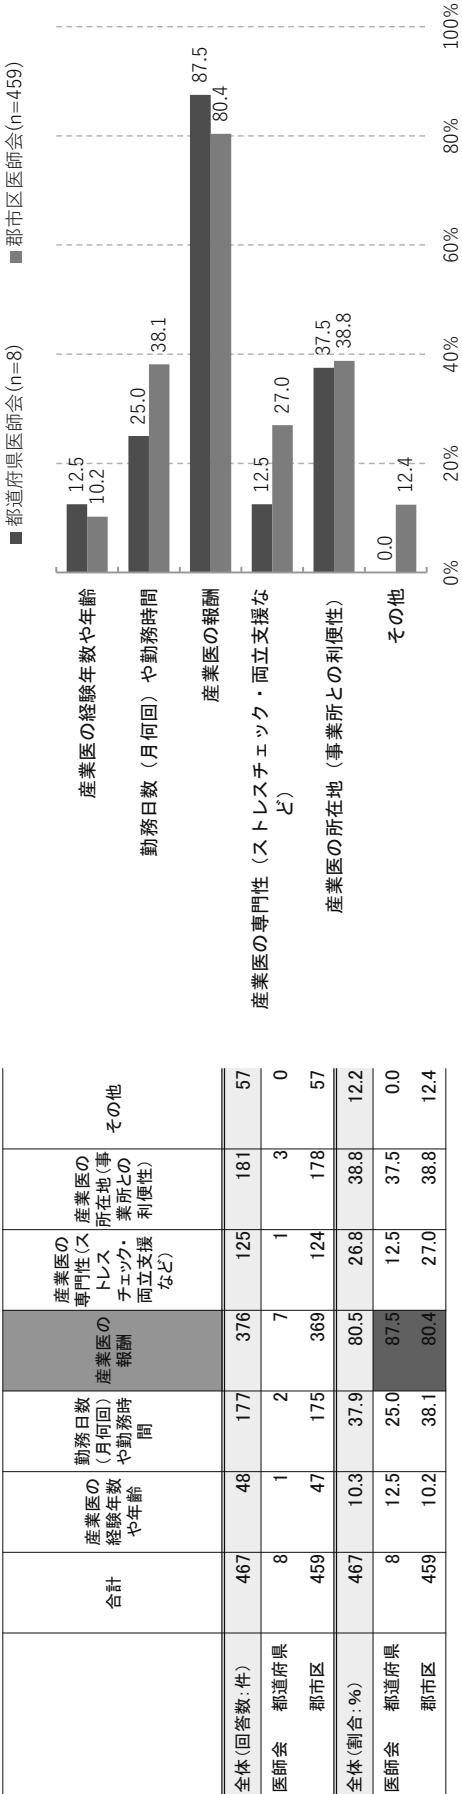 ■都道府県医師会(n=8) ■郡市区医師会(n=459)
産業医の経験年数や年齢
12.5
10.2
勤務日数（月何回）や勤務時間
25.0
38.1
産業医の報酬
87.5
80.4
産業医の専門性（ストレスチェック・両立支援な
ど）
12.5
27.0
産業医の所在地（事業所との利便性）
37.5
38.8
その他
0.0
12.4
0% 20% 40% 60% 80% 100%
合計
産業医の
経験年数
や年齢
勤務日数
(月何回)
や勤務時
間
産業医の
報酬
産業医の
専門性(ス
トレス
チェック・
両立支援
など)
産業医の
所在地(事
業所との
利便性)
その他
全体(回答数:件) 467 48 177 376 125 181 57
医師会 都道府県 8 1 2 7 1 3 0
郡市区 459 47 175 369 124 178 57
全体(割合:%) 467 10.3 37.9 80.5 26.8 38.8 12.2
医師会 都道府県 8 12.5 25.0 87.5 12.5 37.5 0.0
郡市区 459 10.2 38.1 80.4 27.0 38.8 12.4